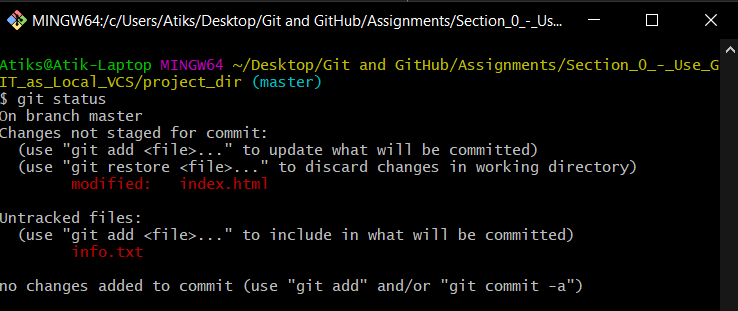 MINGW64:/c/Users/Atiks/Desktop/Git and GitHub/Assignments/Section_0_-_Us...
Atiks@Atik-Laptop MINGW64 ~/Desktop/Git and GitHub/Assignments/Section_0_-_Use_G
IT_as_Local_VCS/project_dir (master)
$ git status
On branch master
Changes not staged for commit:
  (use "git add <file>..." to update what will be committed)
  (use "git restore <file>..." to discard changes in working directory)
        modified:   index.html
Untracked files:
  (use "git add <file>..." to include in what will be committed)
        info.txt
no changes added to commit (use "git add" and/or "git commit -a")